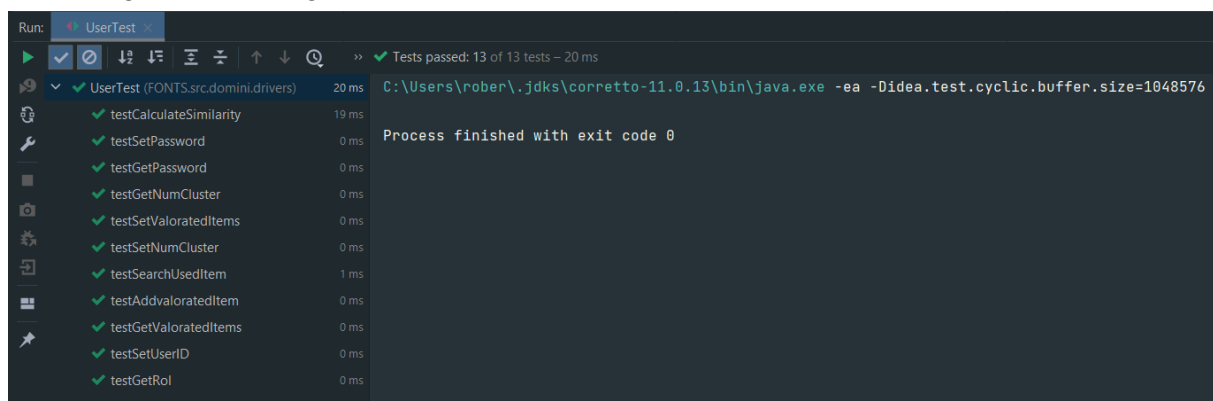 Run: UserTest
Tests passed: 13 of 13 tests – 20 ms
UserTest (FONTS.src.domini.drivers) 20 ms
testCalculateSimilarity 19 ms
testSetPassword 0 ms
testGetPassword 0 ms
testGetNumCluster 0 ms
testSetValoratedItems 0 ms
testSetNumCluster 0 ms
testSearchUsedItem 1 ms
testAddvaloratedItem 0 ms
testGetValoratedItems 0 ms
testSetUserID 0 ms
testGetRol 0 ms
C:\Users\rober\.jdks\corretto-11.0.13\bin\java.exe -ea -Didea.test.cyclic.buffer.size=1048576
Process finished with exit code 0